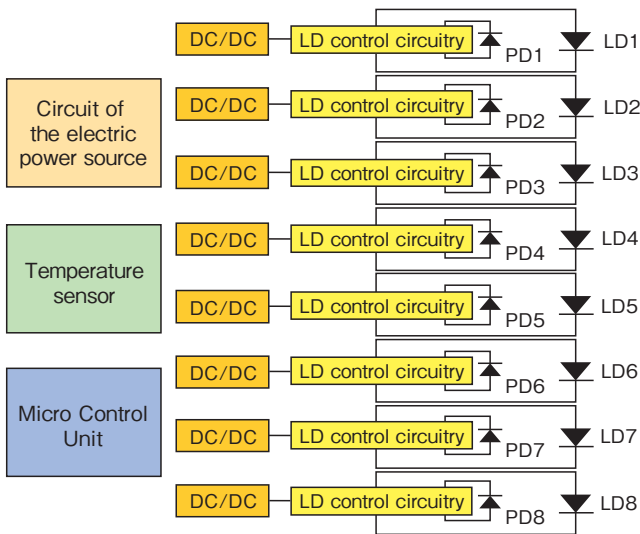 DC/DC LD control circuitry PD1 LD1
Circuit of
the electric
power source
DC/DC LD control circuitry PD2 LD2
DC/DC LD control circuitry PD3 LD3
Temperature
sensor
DC/DC LD control circuitry PD4 LD4
DC/DC LD control circuitry PD5 LD5
Micro Control
Unit
DC/DC LD control circuitry PD6 LD6
DC/DC LD control circuitry PD7 LD7
DC/DC LD control circuitry PD8 LD8